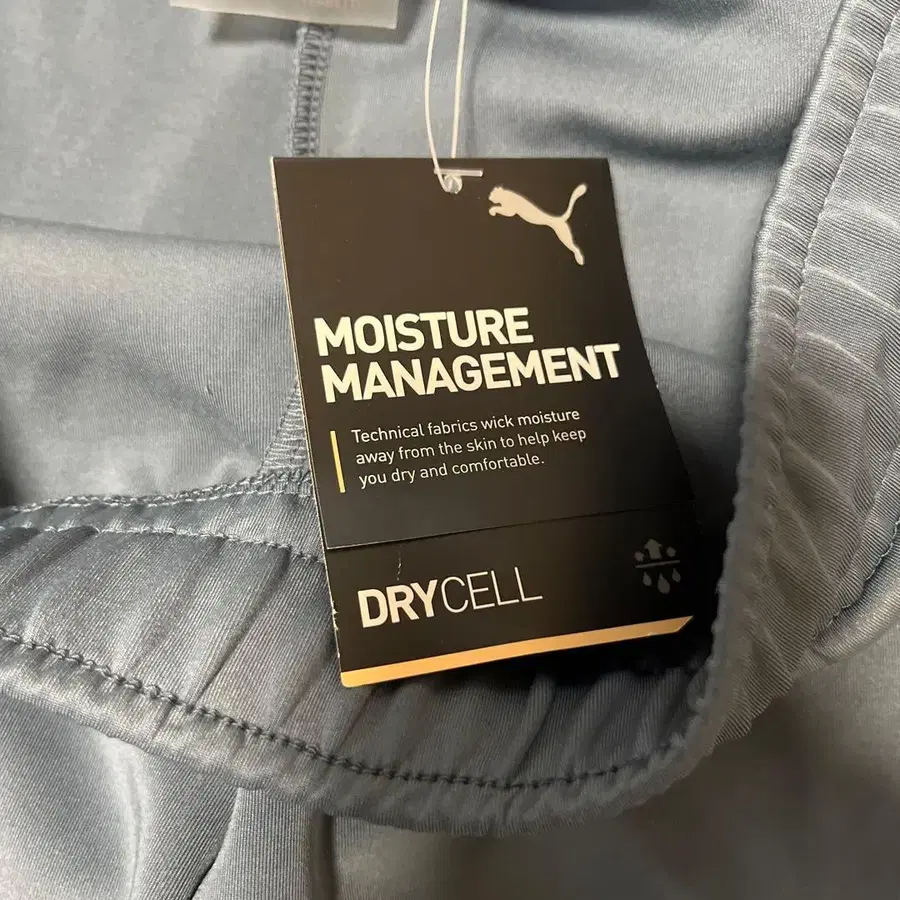 MOISTURE
MANAGEMENT
Technical fabrics wick moisture
away from the skin to help keep
you dry and comfortable.
DRYCELL